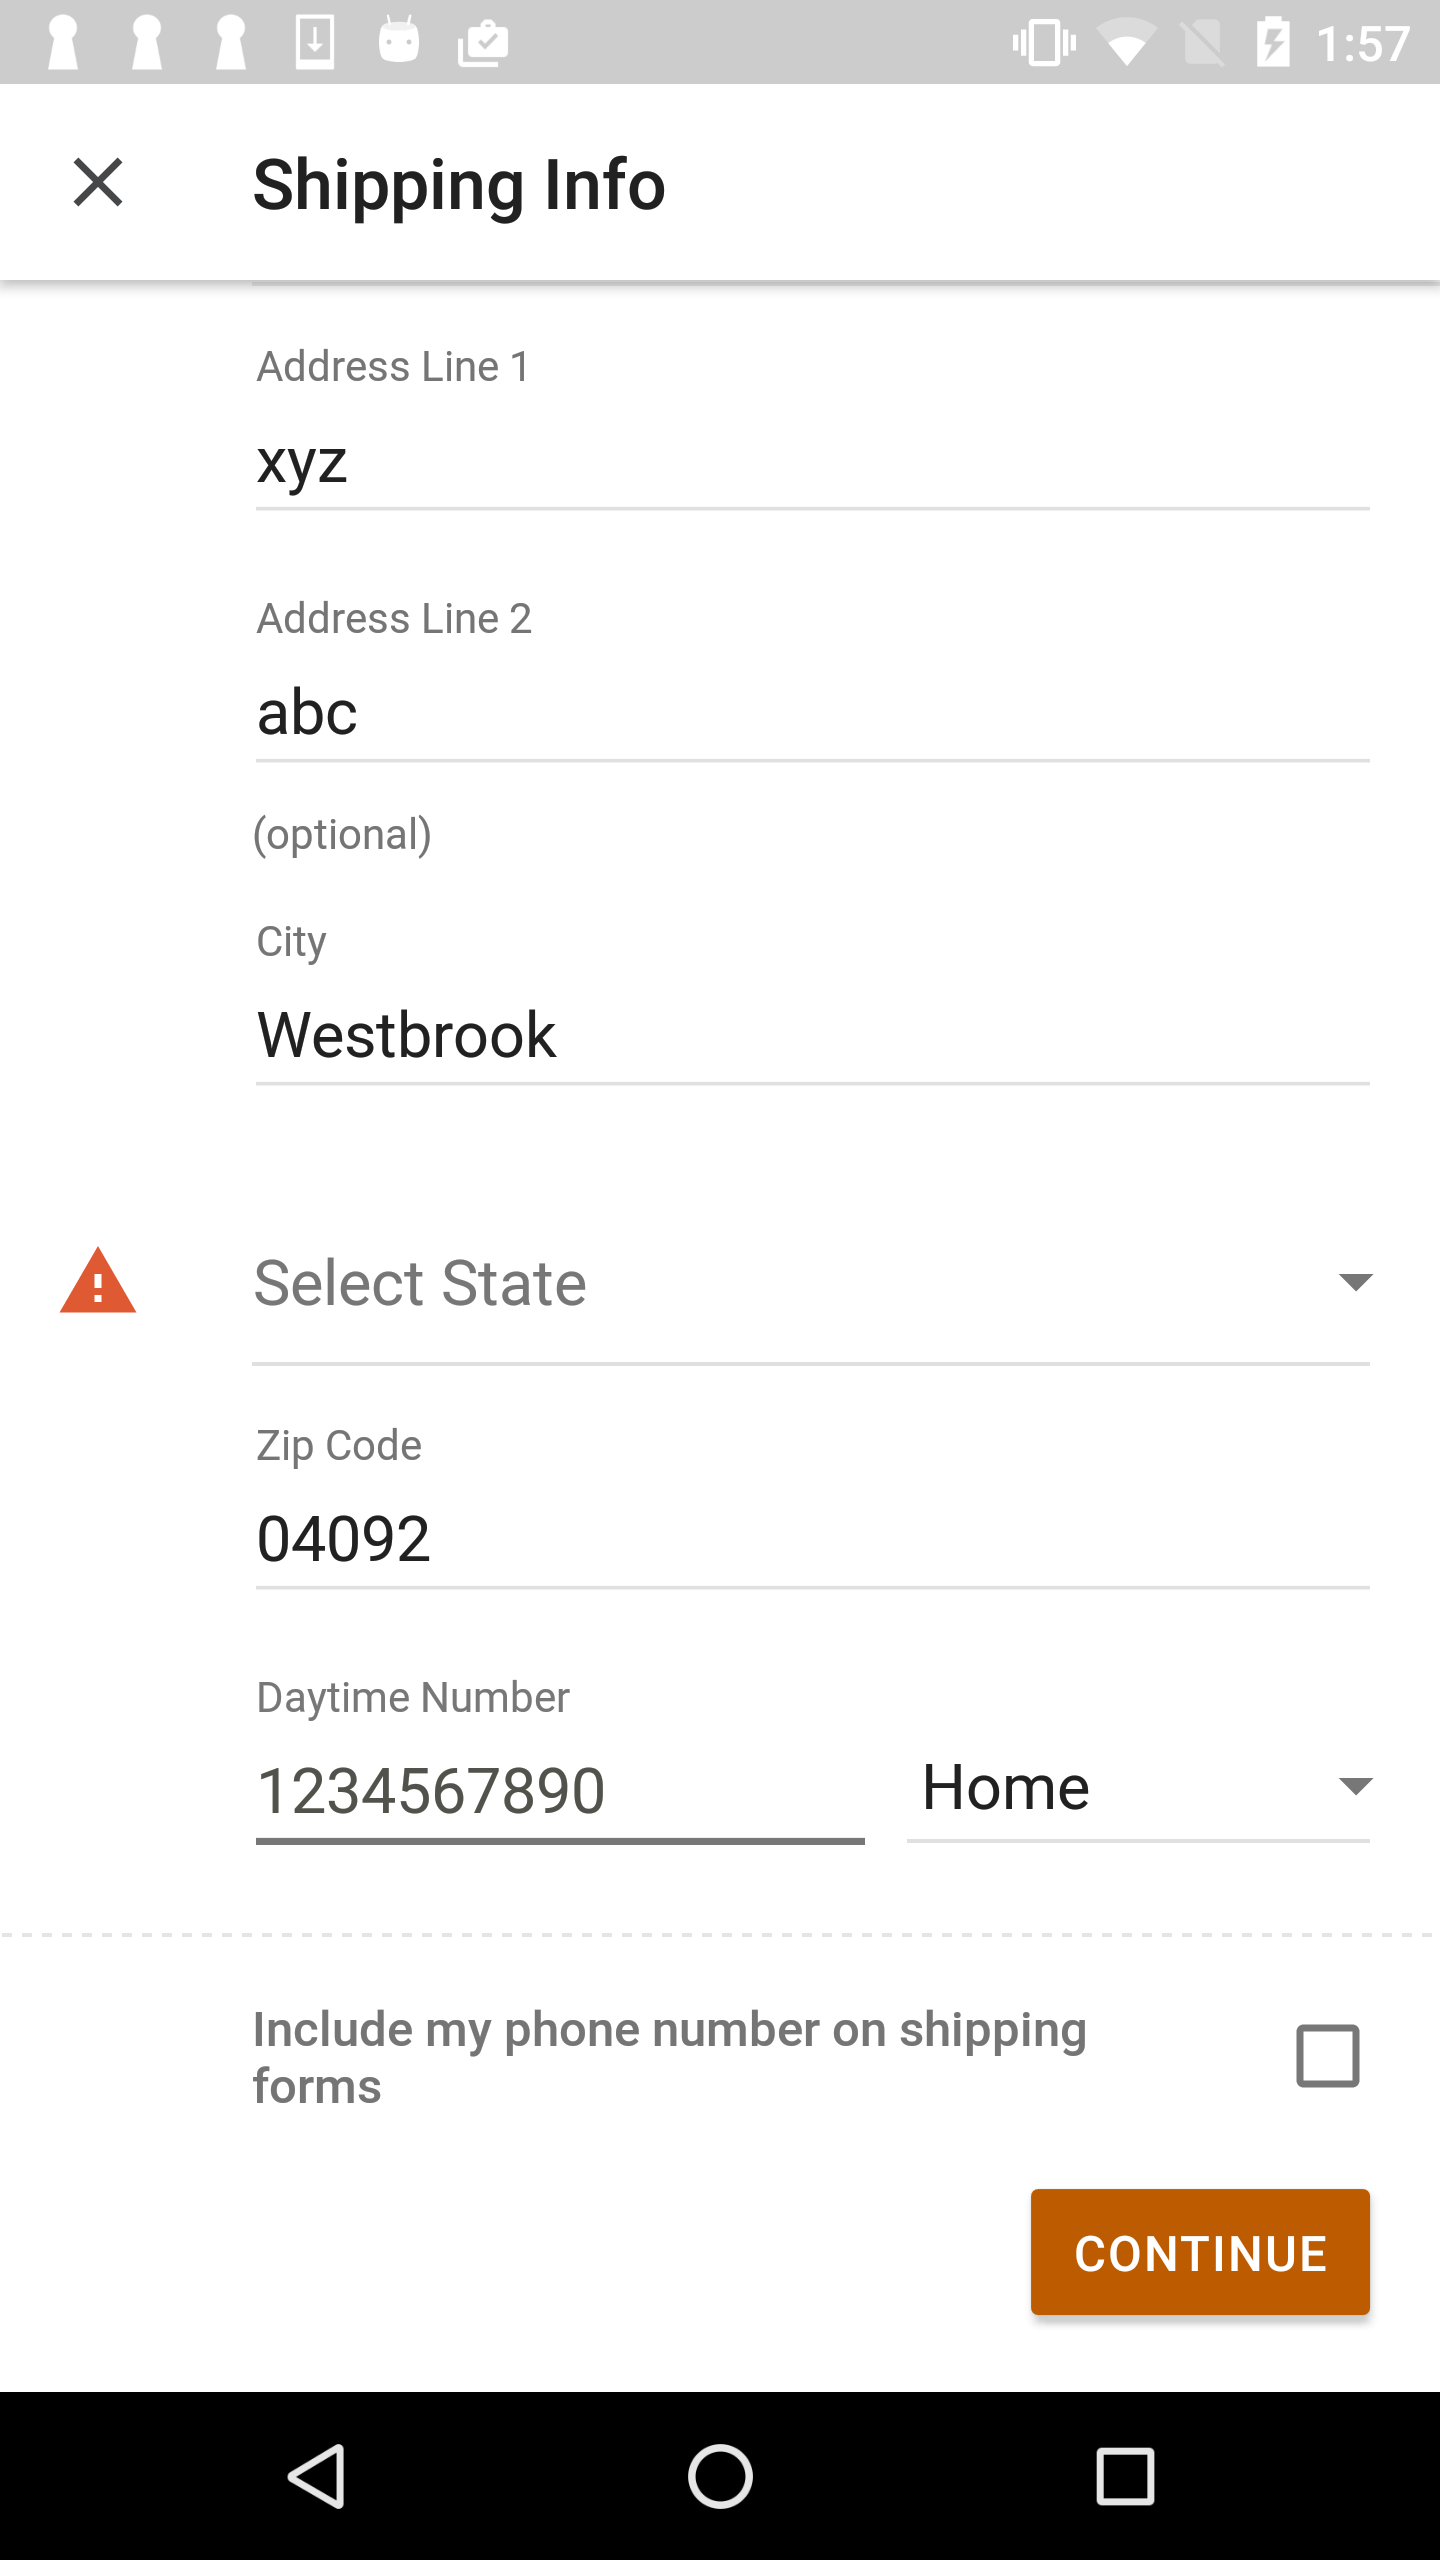 1:57
Shipping Info
Address Line 1
xyz
Address Line 2
abc
(optional)
City
Westbrook
Select State
Zip Code
04092
Daytime Number
1234567890 Home
Include my phone number on shipping
forms
CONTINUE